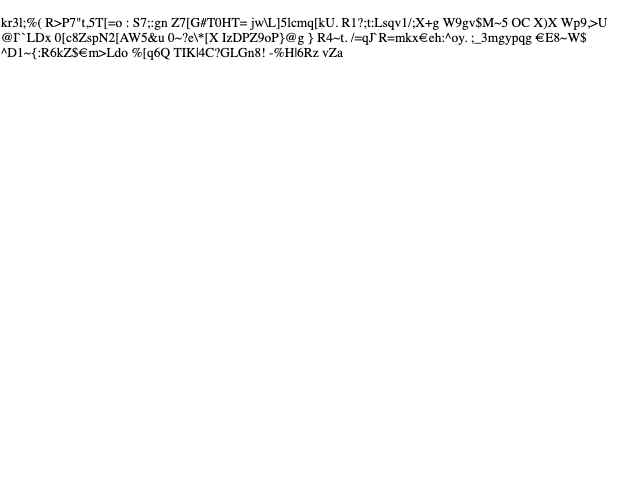 kr3l;%( R>P7"t,5T[=o : S7;:gn Z7[G#T0HT= jw\L]5lcmq[kU. R1?;t:Lsqv1/;X+g W9gv$M~5 OC X)X Wp9,>U
@I``LDx 0[c8ZspN2[AW5&u 0~?e\*[X IzDPZ9oP}@g } R4~t. /=qJ`R=mkx€eh:^oy. ;_3mgypqg €E8~W$
^D1~{:R6kZ$€m>Ldo %[q6Q TIK|4C?GLGn8! -%H|6Rz vZa